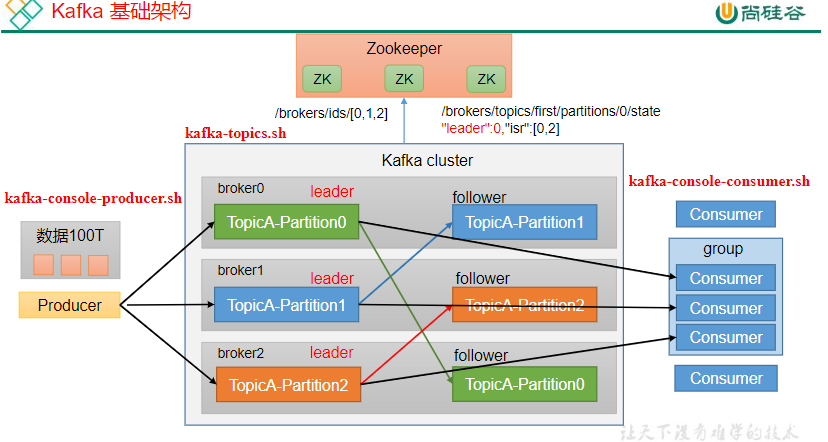 Kafka 基础架构
尚硅谷
Zookeeper
ZK
ZK
ZK
/brokers/ids/[0,1,2]
/brokers/topics/first/partitions/0/state
"leader":0,"isr":[0,2]
kafka-topics.sh
Kafka cluster
kafka-console-producer.sh
kafka-console-consumer.sh
数据100T
Producer
broker0
leader
follower
TopicA-Partition0
TopicA-Partition1
broker1
leader
follower
TopicA-Partition1
TopicA-Partition2
broker2
leader
follower
TopicA-Partition2
TopicA-Partition0
Consumer
group
Consumer
Consumer
Consumer
Consumer
让天下没有难学的技术